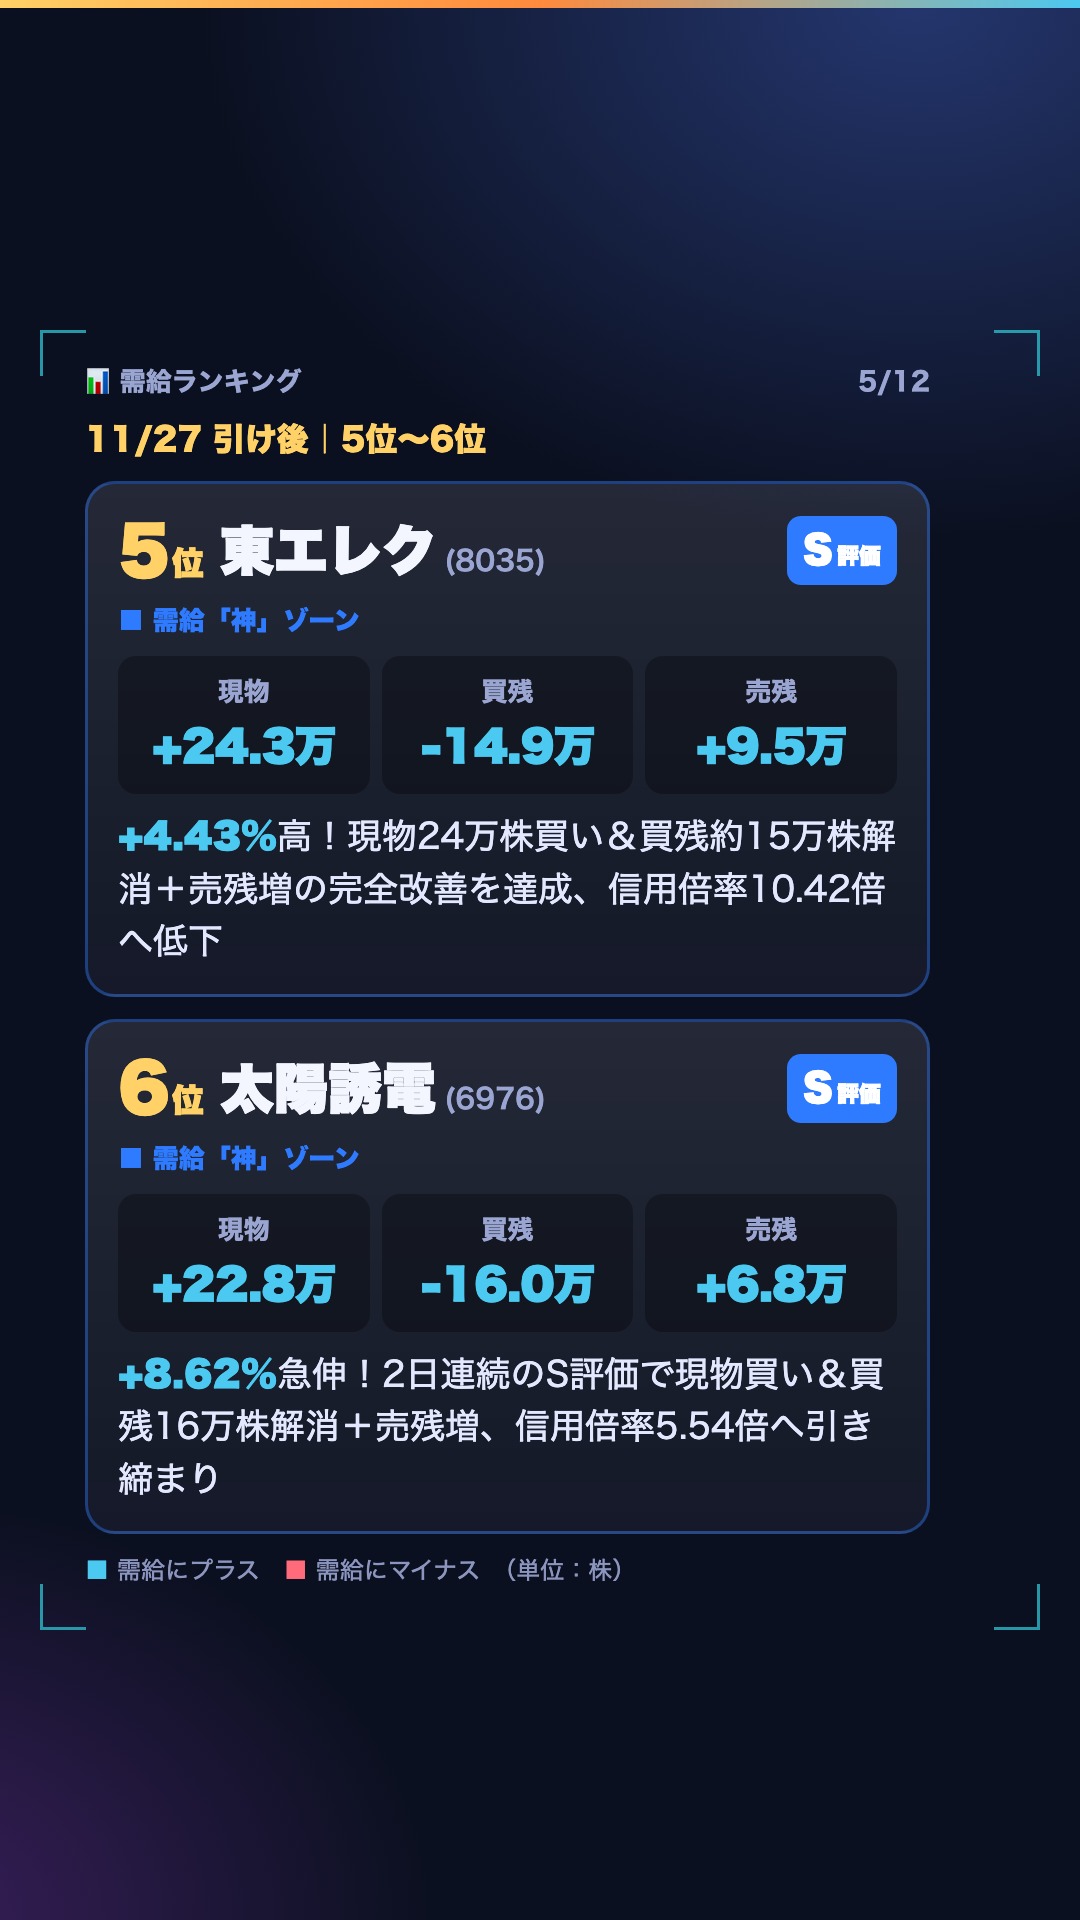 📊 需給ランキング 5/12
11/27 引け後｜5位〜6位
5位 東エレク (8035) S 評価
■ 需給「神」ゾーン
現物 買残 売残
+24.3万 -14.9万 +9.5万
+4.43%高！現物24万株買い＆買残約15万株解
消＋売残増の完全改善を達成、信用倍率10.42倍
へ低下
6位 太陽誘電 (6976) S 評価
■ 需給「神」ゾーン
現物 買残 売残
+22.8万 -16.0万 +6.8万
+8.62%急伸！2日連続のS評価で現物買い＆買
残16万株解消＋売残増、信用倍率5.54倍へ引き
締まり
■ 需給にプラス ■ 需給にマイナス （単位：株）